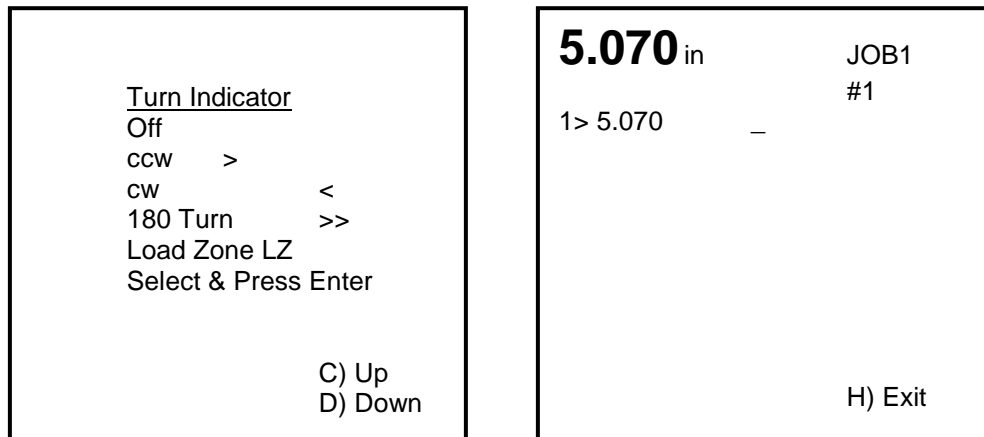 Turn Indicator
Off
ccw >
cw <
180 Turn >>
Load Zone LZ
Select & Press Enter
C) Up
D) Down
5.070 in JOB1
#1
1> 5.070 _
H) Exit